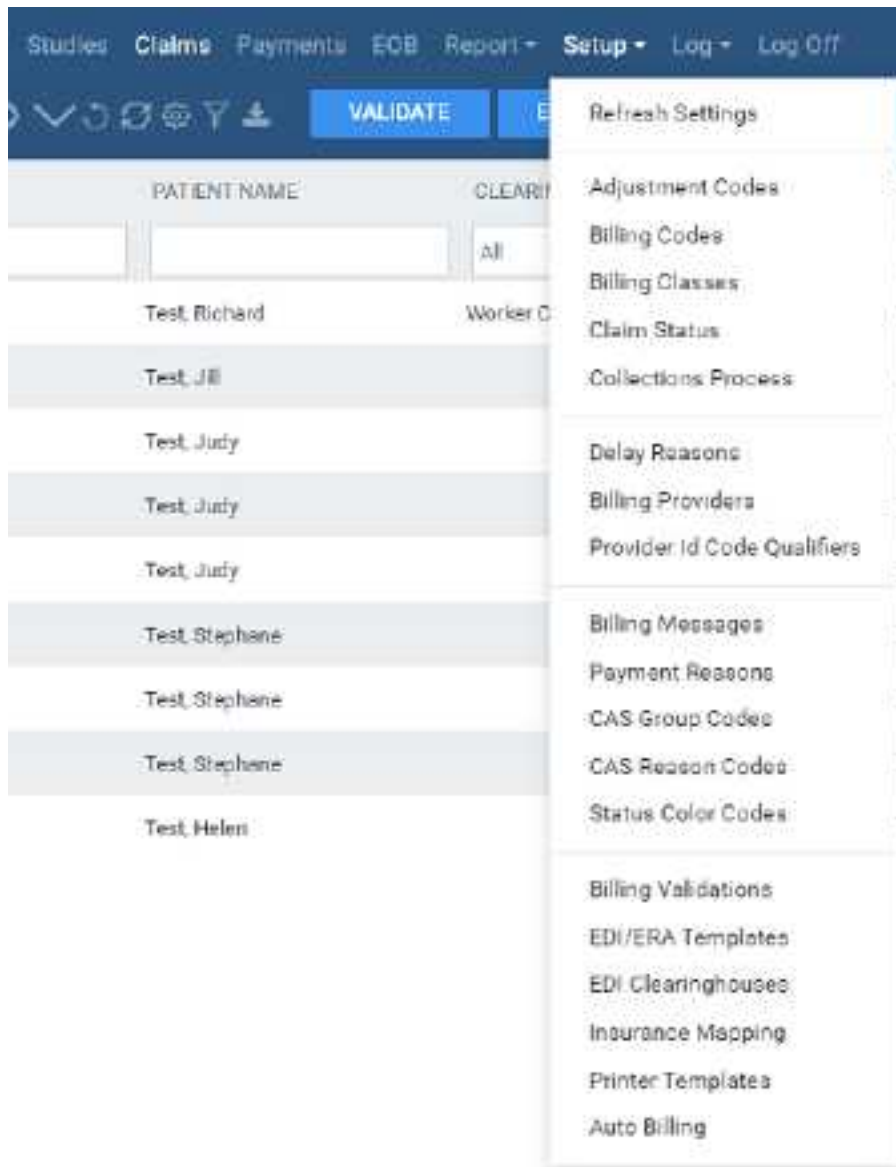 Studies Claims Payments EOB Report Setup Log Log Off
VALIDATE
Refresh Settings
PATIENT NAME
Adjustment Codes
Billing Codes
All
Billing Classes
Test, Richard
Worker C
Claim Status
Test, Jill
Collections Process
Test, Judy
Delay Reasons
Test, Judy
Billing Providers
Provider Id Code Qualifiers
Test, Judy
Test, Stephane
Billing Messages
Test, Stephane
Payment Reasons
CAS Group Codes
Test, Stephane
CAS Reason Codes
Test, Helen
Status Color Codes
Billing Validations
EDI/ERA Templates
EDI Clearinghouses
Insurance Mapping
Printer Templates
Auto Billing